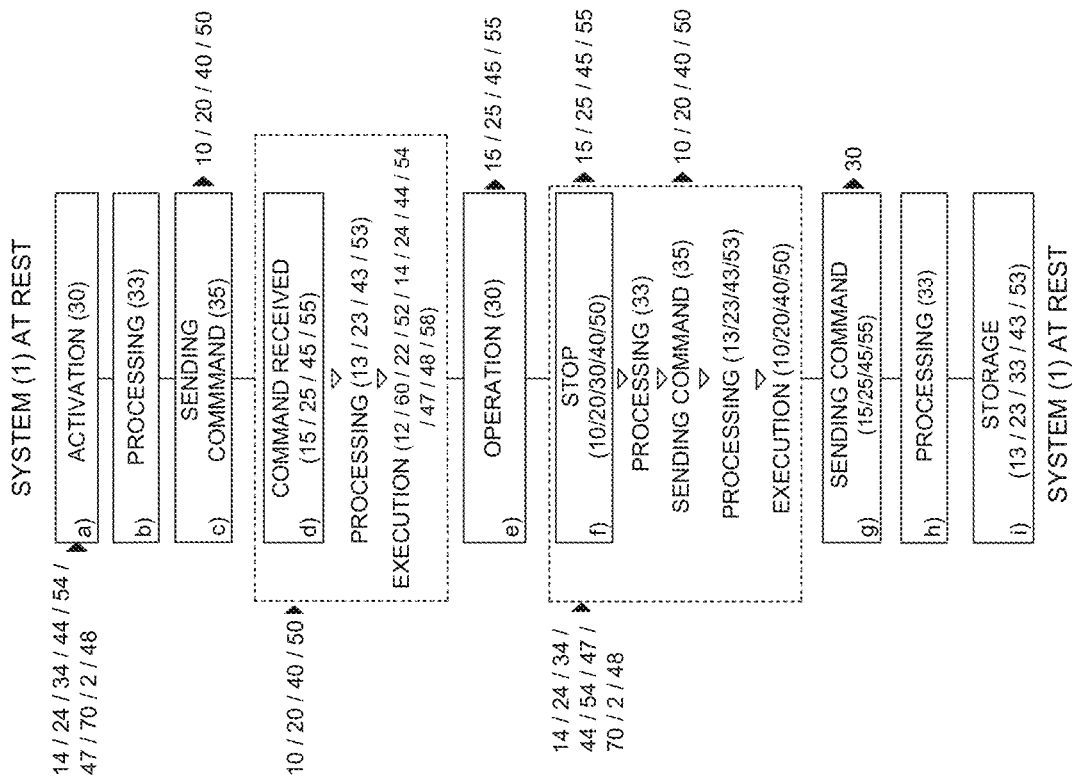 SYSTEM (1) AT REST
14 / 24 / 34 / 44 / 54 /
47 / 70 / 2 / 48
a) ACTIVATION (30)
b) PROCESSING (33)
c) SENDING
COMMMAND (35)
10 / 20 / 40 / 50
10 / 20 / 40 / 50
d) COMMAND RECEIVED
(15 / 25 / 45 / 55)
PROCESSING (13 / 23 / 43 / 53)
EXECUTION (12 / 60 / 22 / 52 / 14 / 24 / 44 / 54
/ 47 / 48 / 58)
e) OPERATION (30)
15 / 25 / 45 / 55
14 / 24 / 34 /
44 / 54 / 47 /
70 / 2 / 48
f) STOP
(10/20/30/40/50)
15 / 25 / 45 / 55
PROCESSING (33)
SENDING COMMAND (35)
10 / 20 / 40 / 50
PROCESSING (13/23/43/53)
EXECUTION (10/20/40/50)
g) SENDING COMMAND
(15/25/45/55)
30
h) PROCESSING (33)
i) STORAGE
(13 / 23 / 33 / 43 / 53)
SYSTEM (1) AT REST